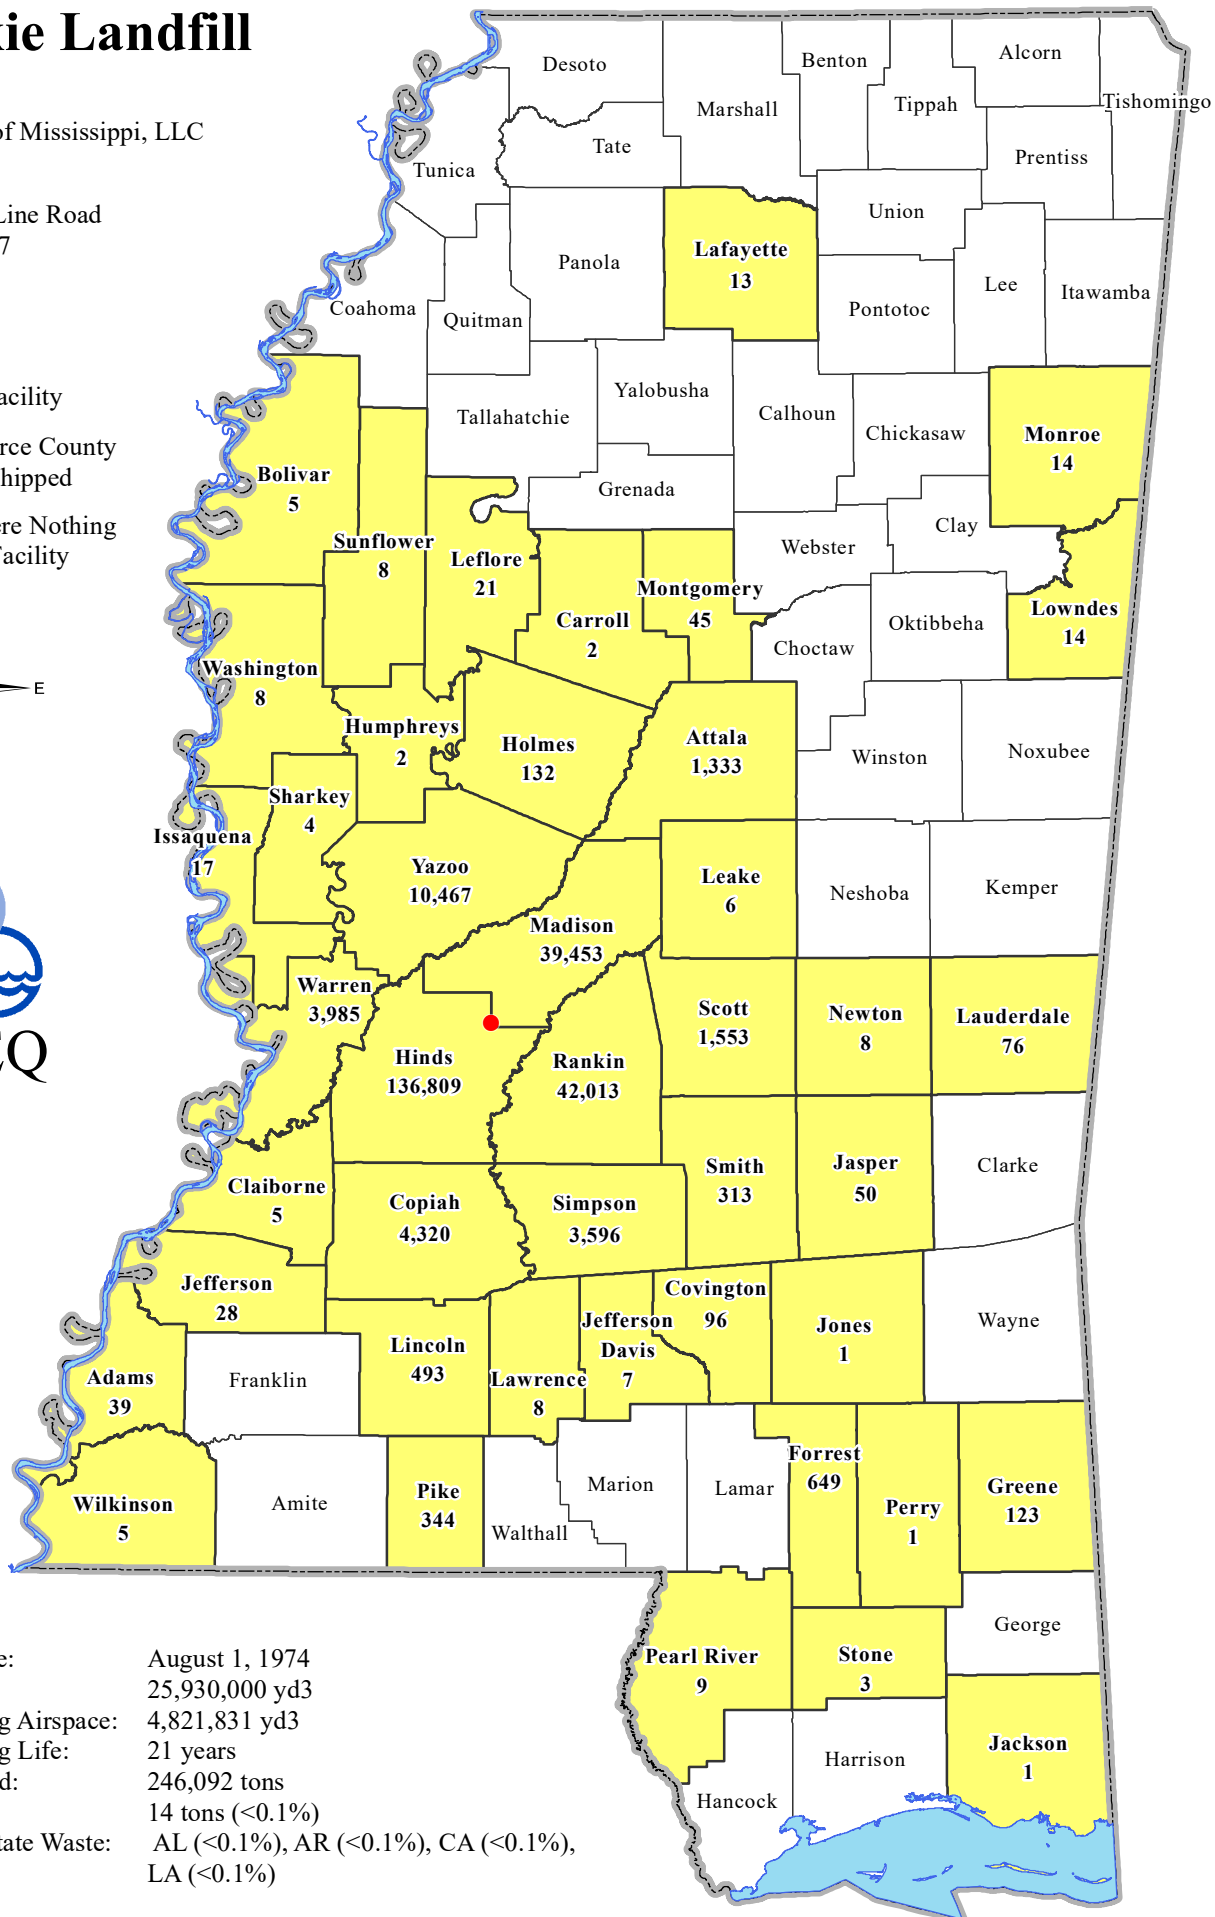 kie Landfill
of Mississippi, LLC
Line Road
7
acility
rce County
hipped
ere Nothing
Facility
E
CQ
Desoto
Benton
Alcorn
Marshall
Tippah
Tishomingo
Tate
Tunica
Prentiss
Union
Panola
Lafayette
13
Lee
Itawamba
Coahoma
Quitman
Pontotoc
Yalobusha
Tallahatchie
Calhoun
Chickasaw
Monroe
14
Bolivar
5
Grenada
Sunflower
8
Leflore
21
Webster
Clay
Montgomery
45
Carroll
2
Choctaw
Oktibbeha
Lowndes
14
Washington
8
Humphreys
2
Holmes
132
Attala
1,333
Winston
Noxubee
Sharkey
4
Issaquena
17
Yazoo
10,467
Leake
6
Neshoba
Kemper
Madison
39,453
Warren
3,985
Scott
1,553
Newton
8
Lauderdale
76
Hinds
136,809
Rankin
42,013
Smith
313
Jasper
50
Clarke
Claiborne
5
Copiah
4,320
Simpson
3,596
Jefferson
28
Covington
96
Jefferson
Davis
7
Jones
1
Wayne
Lincoln
493
Lawrence
8
Adams
39
Franklin
Wilkinson
5
Amite
Pike
344
Walthall
Marion
Lamar
Forrest
649
Perry
1
Greene
123
George
Pearl River
9
Stone
3
Jackson
1
Harrison
Hancock
e: August 1, 1974
25,930,000 yd3
g Airspace: 4,821,831 yd3
g Life: 21 years
d: 246,092 tons
14 tons (<0.1%)
tate Waste: AL (<0.1%), AR (<0.1%), CA (<0.1%),
LA (<0.1%)